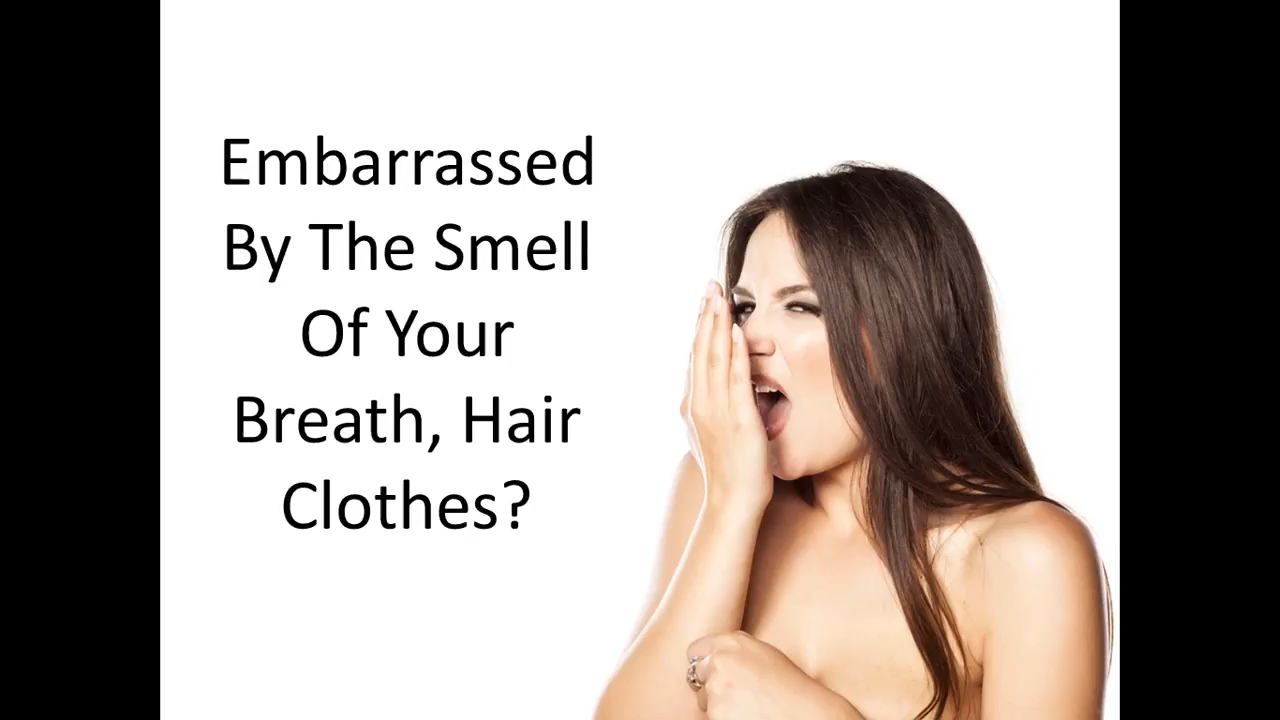 Embarrassed
By The Smell
Of Your
Breath, Hair
Clothes?